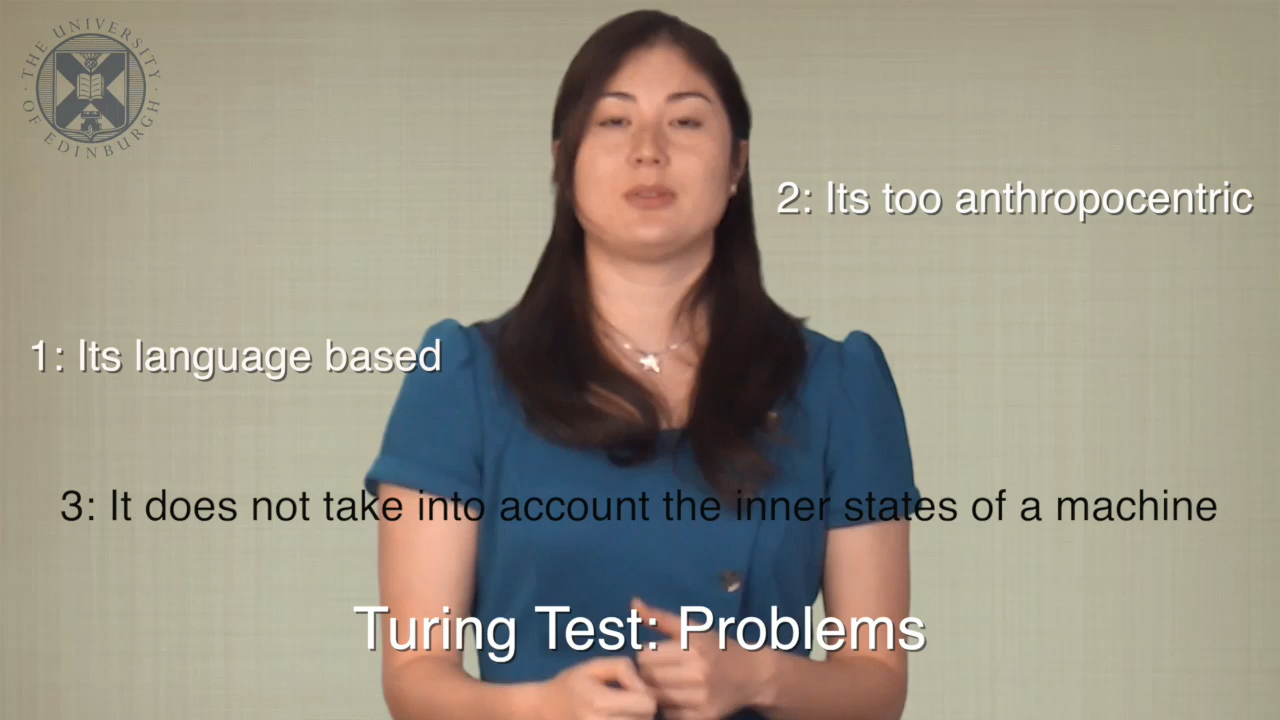 THE UNIVERSITY OF EDINBURGH
2: Its too anthropocentric
1: Its language based
3: It does not take into account the inner states of a machine
Turing Test: Problems